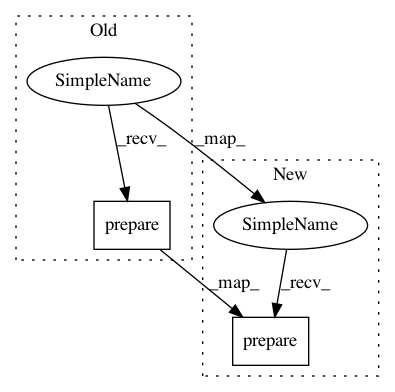 Old
SimpleName
_recv_
_map_
New
prepare
SimpleName
_map_
_recv_
prepare